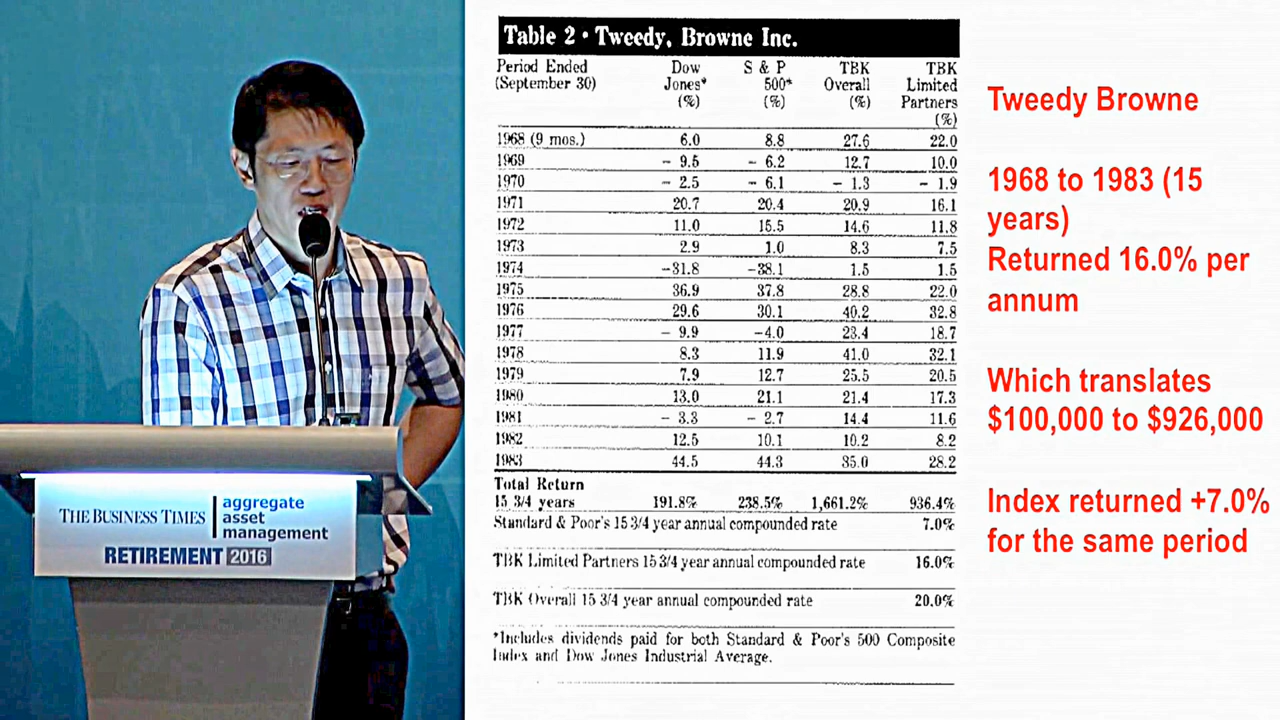 THE BUSINESS TIMES
aggregate
asset
management
RETIREMENT 2016
Table 2 • Tweedy, Browne Inc.
Period Ended Dow S & P TBK TBK
(September 30) Jones* 500* Overall Limited
(%) (%) (%) Partners
(%)
1968 (9 mos.) 6.0 8.8 27.6 22.0
1969 – 9.5 – 6.2 12.7 10.0
1970 – 2.5 – 6.1 – 1.3 – 1.9
1971 20.7 20.4 20.9 16.1
1972 11.0 15.5 14.6 11.8
1973 2.9 1.0 8.3 7.5
1974 –31.8 –38.1 1.5 1.5
1975 36.9 37.8 28.8 22.0
1976 29.6 30.1 40.2 32.8
1977 – 9.9 –4.0 23.4 18.7
1978 8.3 11.9 41.0 32.1
1979 7.9 12.7 25.5 20.5
1980 13.0 21.1 21.4 17.3
1981 – 3.3 – 2.7 14.4 11.6
1982 12.5 10.1 10.2 8.2
1983 44.5 44.3 35.0 28.2
Total Return
15 3/4 years 191.8% 238.5% 1,661.2% 936.4%
Standard & Poor's 15 3/4 year annual compounded rate 7.0%
TBK Limited Partners 15 3/4 year annual compounded rate 16.0%
TBK Overall 15 3/4 year annual compounded rate 20.0%
*Includes dividends paid for both Standard & Poor's 500 Composite
Index and Dow Jones Industrial Average.
Tweedy Browne
1968 to 1983 (15
years)
Returned 16.0% per
annum
Which translates
$100,000 to $926,000
Index returned +7.0%
for the same period